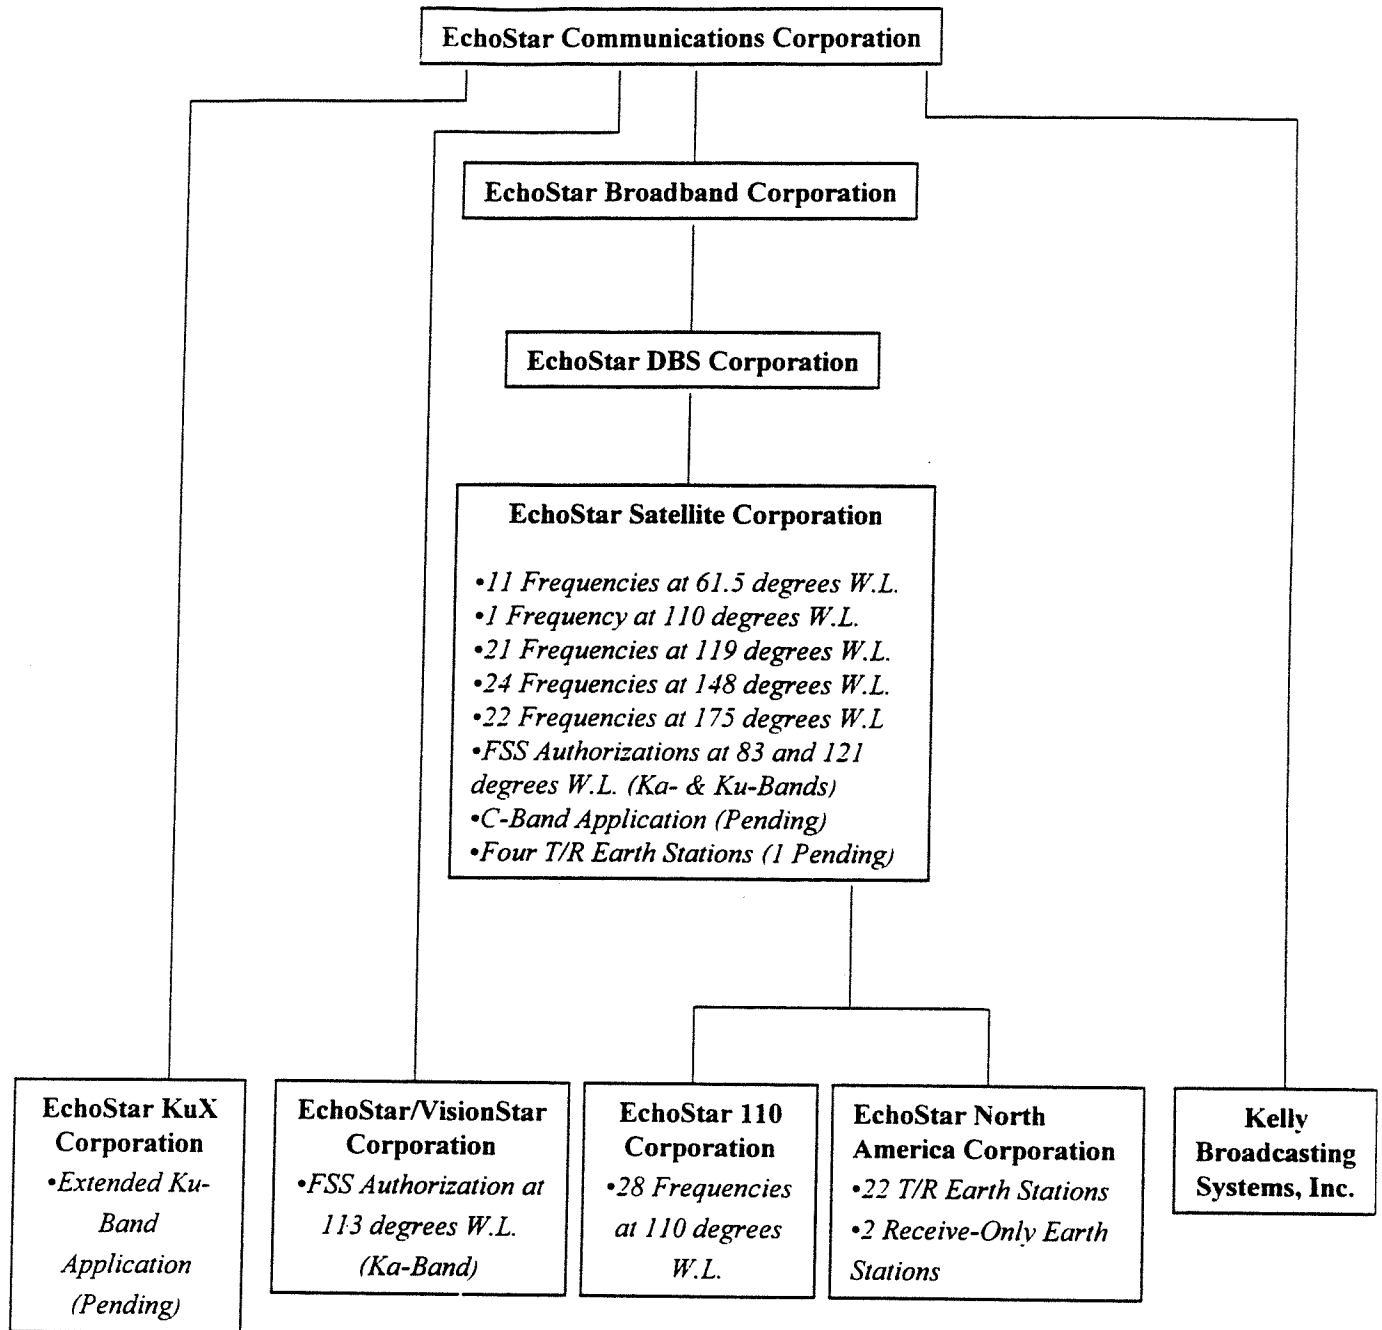 EchoStar Communications Corporation
EchoStar Broadband Corporation
EchoStar DBS Corporation
EchoStar Satellite Corporation
•11 Frequencies at 61.5 degrees W.L.
•1 Frequency at 110 degrees W.L.
•21 Frequencies at 119 degrees W.L.
•24 Frequencies at 148 degrees W.L.
•22 Frequencies at 175 degrees W.L
•FSS Authorizations at 83 and 121
degrees W.L. (Ka- & Ku-Bands)
•C-Band Application (Pending)
•Four T/R Earth Stations (1 Pending)
EchoStar KuX
Corporation
•Extended Ku-
Band
Application
(Pending)
EchoStar/VisionStar
Corporation
•FSS Authorization at
113 degrees W.L.
(Ka-Band)
EchoStar 110
Corporation
•28 Frequencies
at 110 degrees
W.L.
EchoStar North
America Corporation
•22 T/R Earth Stations
•2 Receive-Only Earth
Stations
Kelly
Broadcasting
Systems, Inc.